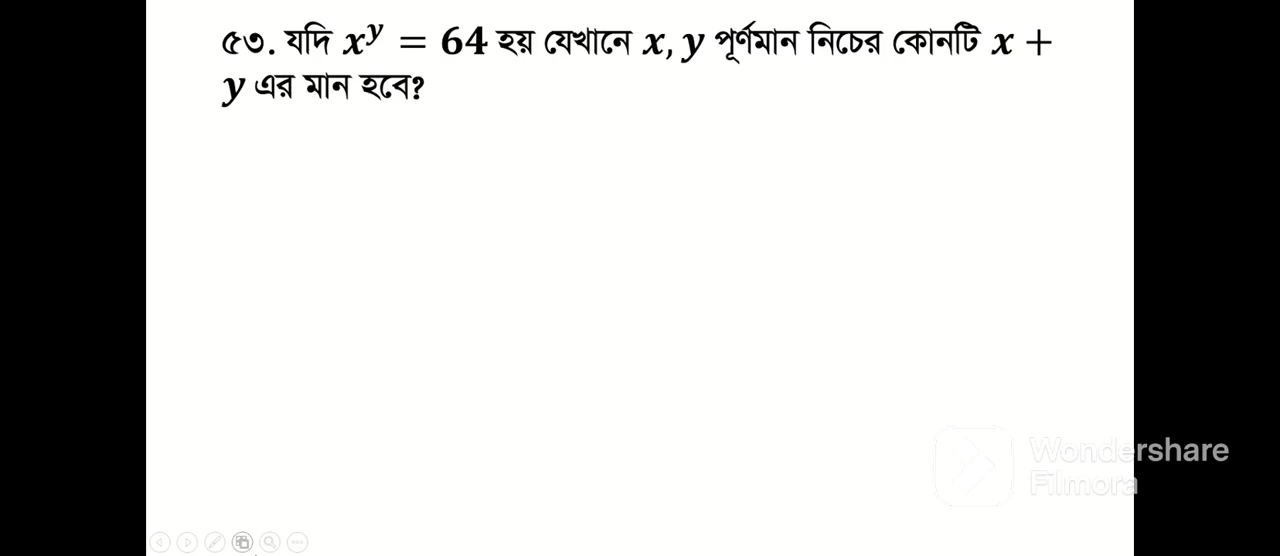 ৫৩. যদি x^y = 64 হয় যেখানে x, y পূর্ণমান নিচের কোনটি x +
y এর মান হবে?
Wondershare
Filmora